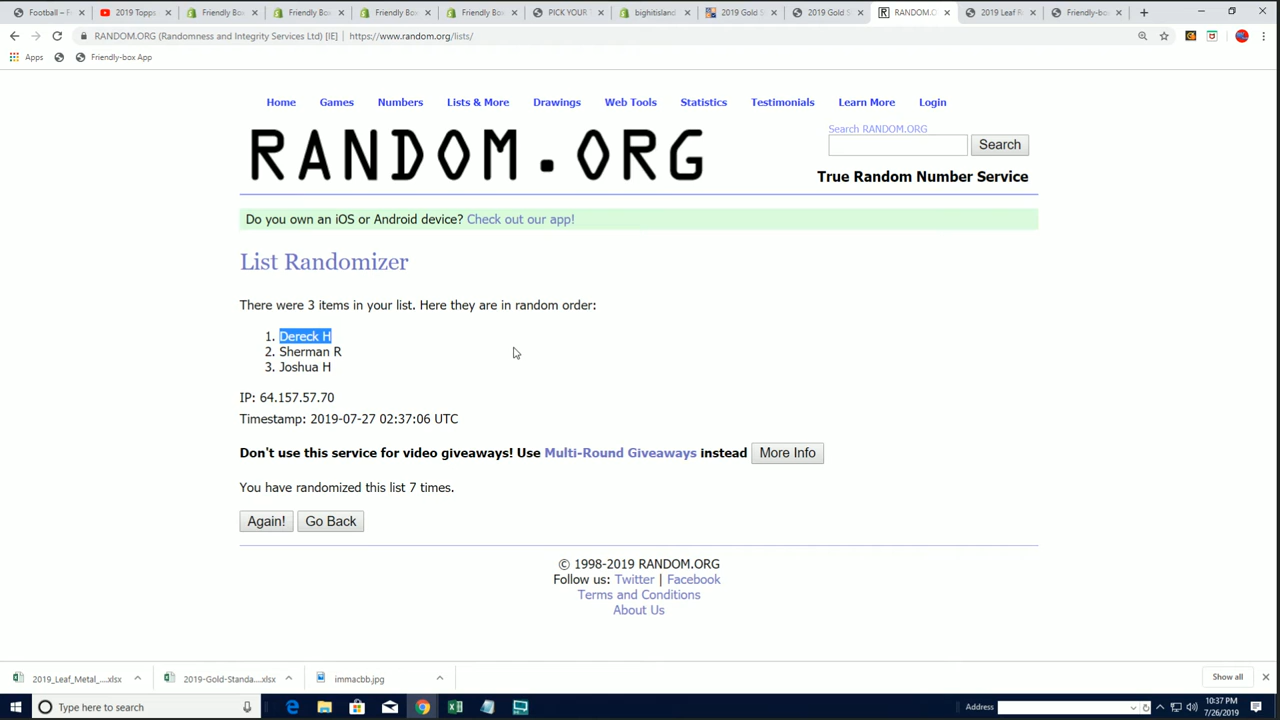 Football – F
2019 Topps
Friendly Box
Friendly Box
Friendly Box
Friendly Box
PICK YOUR
bighitisland
2019 Gold S
2019 Gold S
RANDOM.O
2019 Leaf R
Friendly-box
RANDOM.ORG (Randomness and Integrity Services Ltd) [IE] | https://www.random.org/lists/
Apps Friendly-box App
Home Games Numbers Lists & More Drawings Web Tools Statistics Testimonials Learn More Login
RANDOM.ORG
Search RANDOM.ORG
Search
True Random Number Service
Do you own an iOS or Android device? Check out our app!
List Randomizer
There were 3 items in your list. Here they are in random order:
1. Dereck H
2. Sherman R
3. Joshua H
IP: 64.157.57.70
Timestamp: 2019-07-27 02:37:06 UTC
Don't use this service for video giveaways! Use Multi-Round Giveaways instead More Info
You have randomized this list 7 times.
Again! Go Back
© 1998-2019 RANDOM.ORG
Follow us: Twitter | Facebook
Terms and Conditions
About Us
2019_Leaf_Metal_....xlsx
2019-Gold-Standa....xlsx
immacbb.jpg
Show all
Type here to search
Address
10:37 PM
7/26/2019